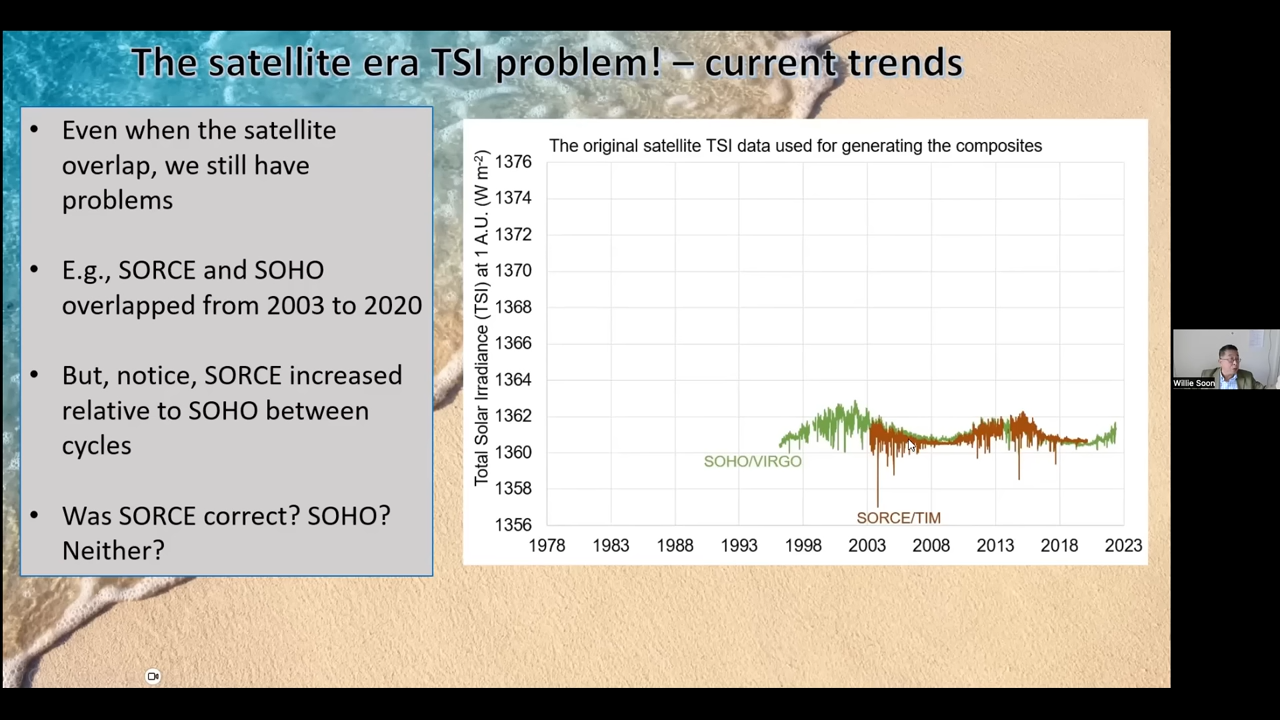 The satellite era TSI problem! – current trends
• Even when the satellite
overlap, we still have
problems
• E.g., SORCE and SOHO
overlapped from 2003 to 2020
• But, notice, SORCE increased
relative to SOHO between
cycles
• Was SORCE correct? SOHO?
Neither?
The original satellite TSI data used for generating the composites
Total Solar Irradiance (TSI) at 1 A.U. (W m-2)
1376
1374
1372
1370
1368
1366
1364
1362
1360
1358
1356
SOHO/VIRGO
SORCE/TIM
1978 1983 1988 1993 1998 2003 2008 2013 2018 2023
Willie Soon